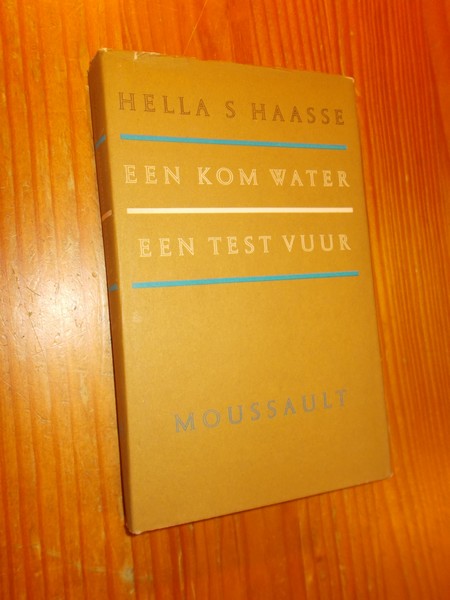 HELLA S HAASSE
EEN KOM WATER
EEN TEST VUUR
MOUSSAULT